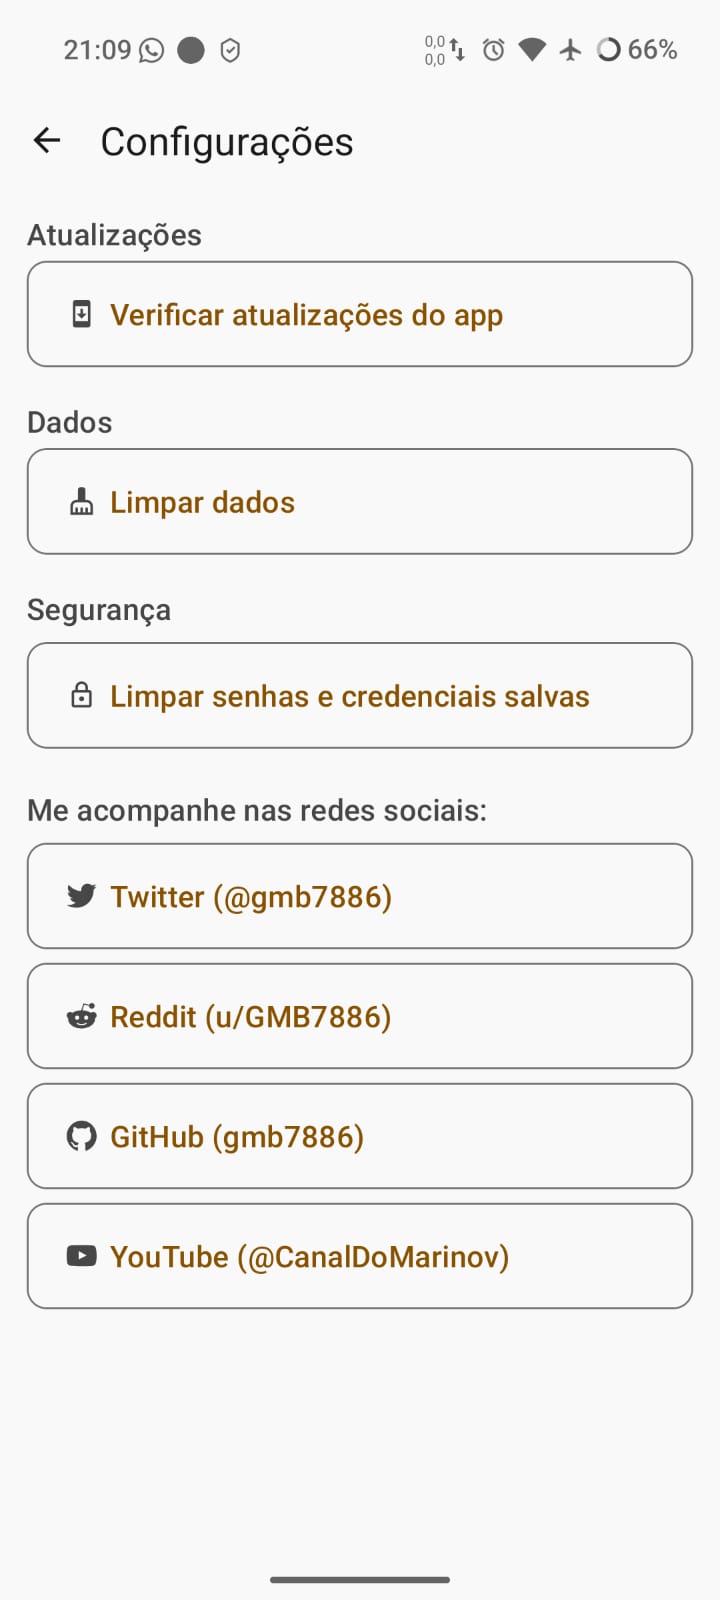 21:09
0,0
0,0
66%
Configurações
Atualizações
Verificar atualizações do app
Dados
Limpar dados
Segurança
Limpar senhas e credenciais salvas
Me acompanhe nas redes sociais:
Twitter (@gmb7886)
Reddit (u/GMB7886)
GitHub (gmb7886)
YouTube (@CanalDoMarinov)